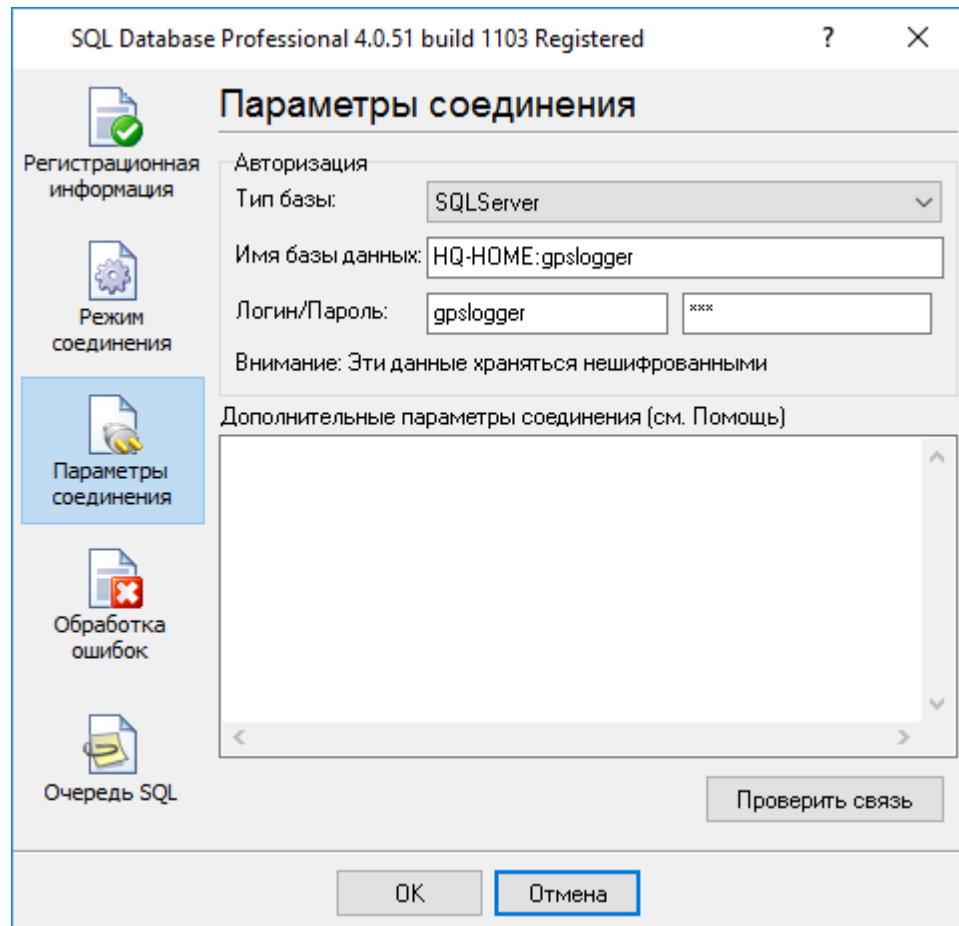 SQL Database Professional 4.0.51 build 1103 Registered
Регистрационная
информация
Режим
соединения
Параметры
соединения
Обработка
ошибок
Очередь SQL
Параметры соединения
Авторизация
Тип базы:
SQLServer
Имя базы данных:
HQ-HOME:gpslogger
Логин/Пароль:
gpslogger
***
Внимание: Эти данные храняться нешифрованными
Дополнительные параметры соединения (см. Помощь)
Проверить связь
OK
Отмена